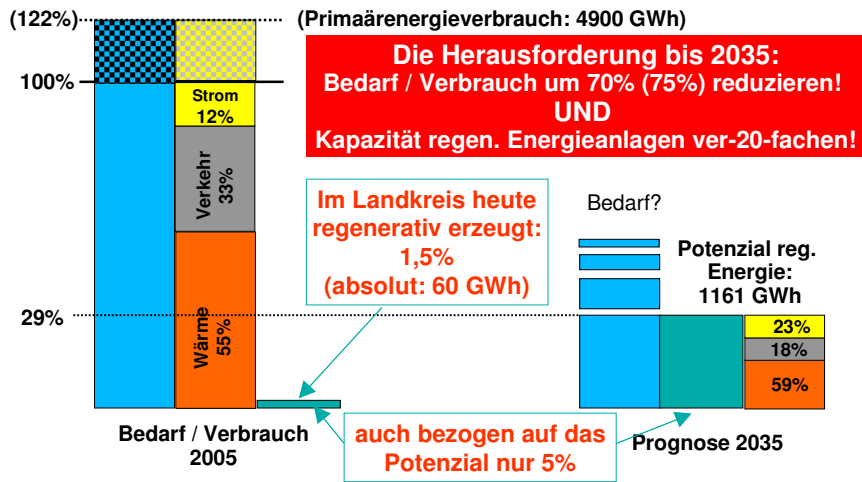 (122%)
(Primaärenergieverbrauch: 4900 GWh)
Die Herausforderung bis 2035:
Bedarf / Verbrauch um 70% (75%) reduzieren!
UND
Kapazität regen. Energieanlagen ver-20-fachen!
100%
Strom
12%
Verkehr
33%
Wärme
55%
Im Landkreis heute
regenerativ erzeugt:
1,5%
(absolut: 60 GWh)
Bedarf?
Potenzial reg.
Energie:
1161 GWh
29%
23%
18%
59%
Bedarf / Verbrauch
2005
auch bezogen auf das
Potenzial nur 5%
Prognose 2035